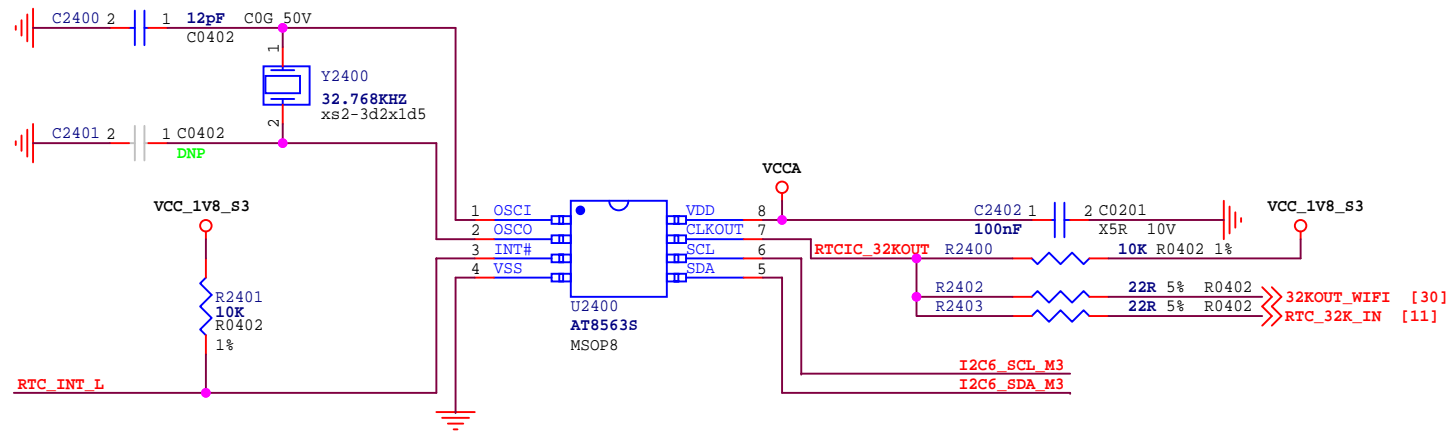 C2400 2 1 12pF C0G 50V
C0402
1
Y2400
32.768KHZ
xs2-3d2x1d5
2
C2401 2 1 C0402
DNP
VCC_1V8_S3
R2401
10K
R0402
1%
RTC_INT_L
1 OSCI
2 OSCO
3 INT#
4 VSS
VDD 8
CLKOUT 7
SCL 6
SDA 5
U2400
AT8563S
MSOP8
VCCA
C2402 1 2 C0201
100nF X5R 10V
VCC_1V8_S3
RTCIC_32KOUT R2400 10K R0402 1%
R2402 22R 5% R0402 32KOUT_WIFI [30]
R2403 22R 5% R0402 RTC_32K_IN [11]
I2C6_SCL_M3
I2C6_SDA_M3